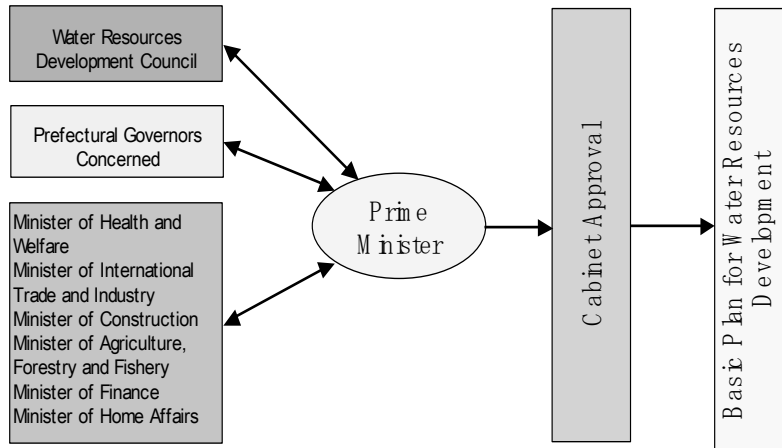 Water Resources
Development Council
Prefectural Governors
Concerned
Minister of Health and
Welfare
Minister of International
Trade and Industry
Minister of Construction
Minister of Agriculture,
Forestry and Fishery
Minister of Finance
Minister of Home Affairs
Prime
Minister
Cabinet Approval
Basic Plan for Water Resources
Development